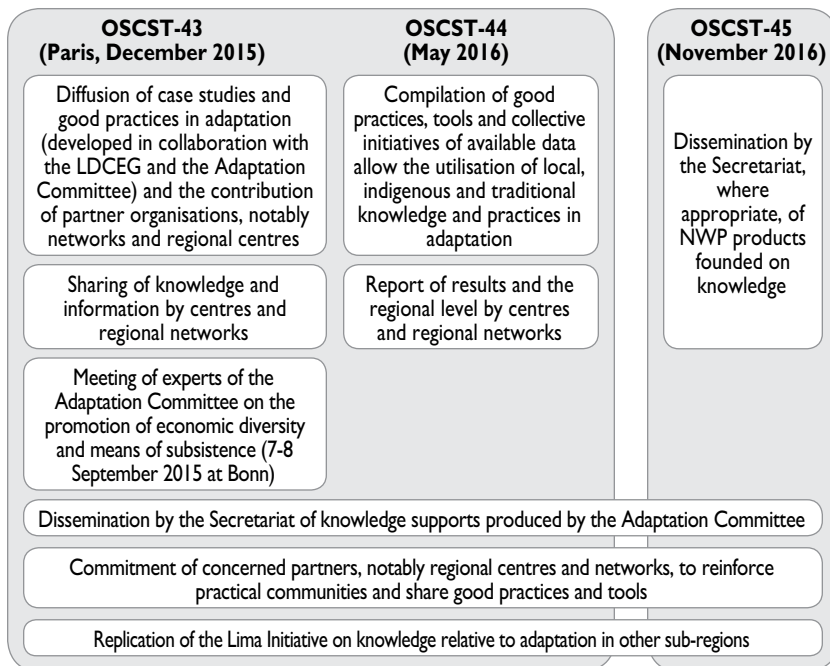 OSCST-43
(Paris, December 2015)
Diffusion of case studies and
good practices in adaptation
(developed in collaboration with
the LDCEG and the Adaptation
Committee) and the contribution
of partner organisations, notably
networks and regional centres
Sharing of knowledge and
information by centres and
regional networks
Meeting of experts of the
Adaptation Committee on the
promotion of economic diversity
and means of subsistence (7-8
September 2015 at Bonn)
OSCST-44
(May 2016)
Compilation of good
practices, tools and collective
initiatives of available data
allow the utilisation of local,
indigenous and traditional
knowledge and practices in
adaptation
Report of results and the
regional level by centres
and regional networks
OSCST-45
(November 2016)
Dissemination by
the Secretariat,
where
appropriate, of
NWP products
founded on
knowledge
Dissemination by the Secretariat of knowledge supports produced by the Adaptation Committee
Commitment of concerned partners, notably regional centres and networks, to reinforce
practical communities and share good practices and tools
Replication of the Lima Initiative on knowledge relative to adaptation in other sub-regions